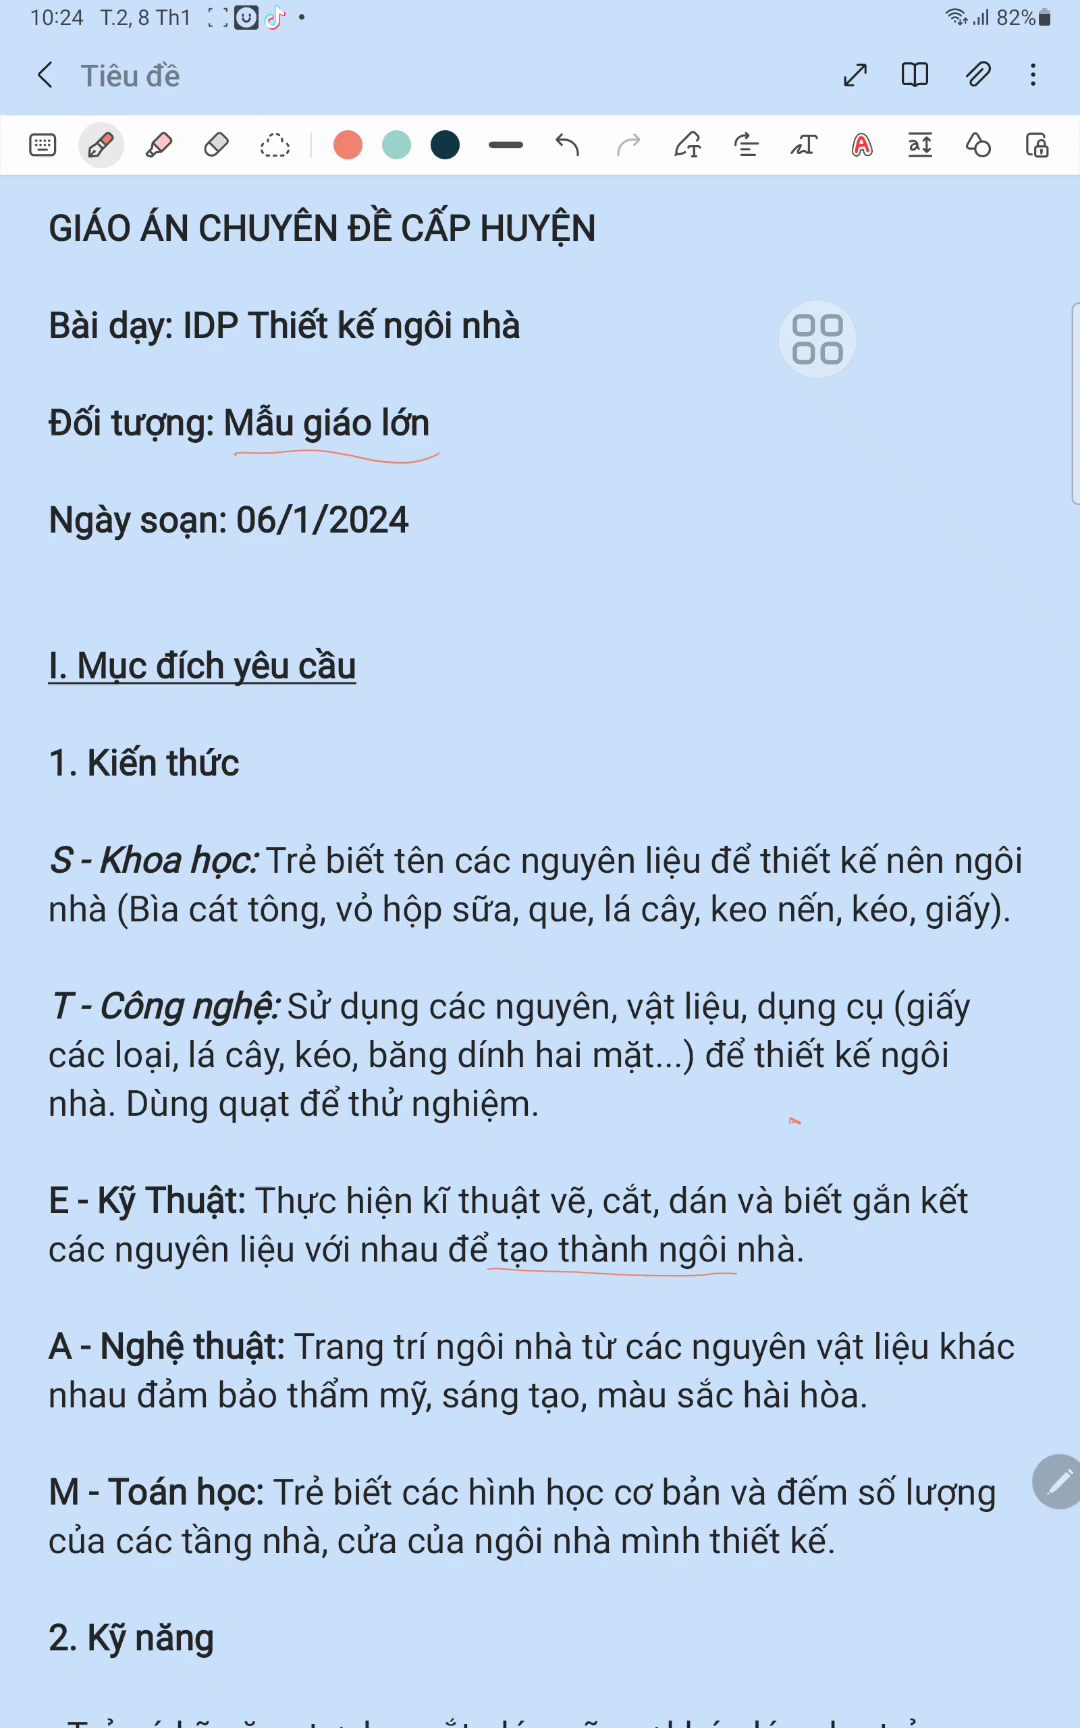 10:24 T.2, 8 Th1 82%
Tiêu đề
GIÁO ÁN CHUYÊN ĐỀ CẤP HUYỆN
Bài dạy: IDP Thiết kế ngôi nhà
Đối tượng: Mẫu giáo lớn
Ngày soạn: 06/1/2024
I. Mục đích yêu cầu
1. Kiến thức
S - Khoa học: Trẻ biết tên các nguyên liệu để thiết kế nên ngôi
nhà (Bìa cát tông, vỏ hộp sữa, que, lá cây, keo nến, kéo, giấy).
T - Công nghệ: Sử dụng các nguyên, vật liệu, dụng cụ (giấy
các loại, lá cây, kéo, băng dính hai mặt...) để thiết kế ngôi
nhà. Dùng quạt để thử nghiệm.
E - Kỹ Thuật: Thực hiện kĩ thuật vẽ, cắt, dán và biết gắn kết
các nguyên liệu với nhau để tạo thành ngôi nhà.
A - Nghệ thuật: Trang trí ngôi nhà từ các nguyên vật liệu khác
nhau đảm bảo thẩm mỹ, sáng tạo, màu sắc hài hòa.
M - Toán học: Trẻ biết các hình học cơ bản và đếm số lượng
của các tầng nhà, cửa của ngôi nhà mình thiết kế.
2. Kỹ năng